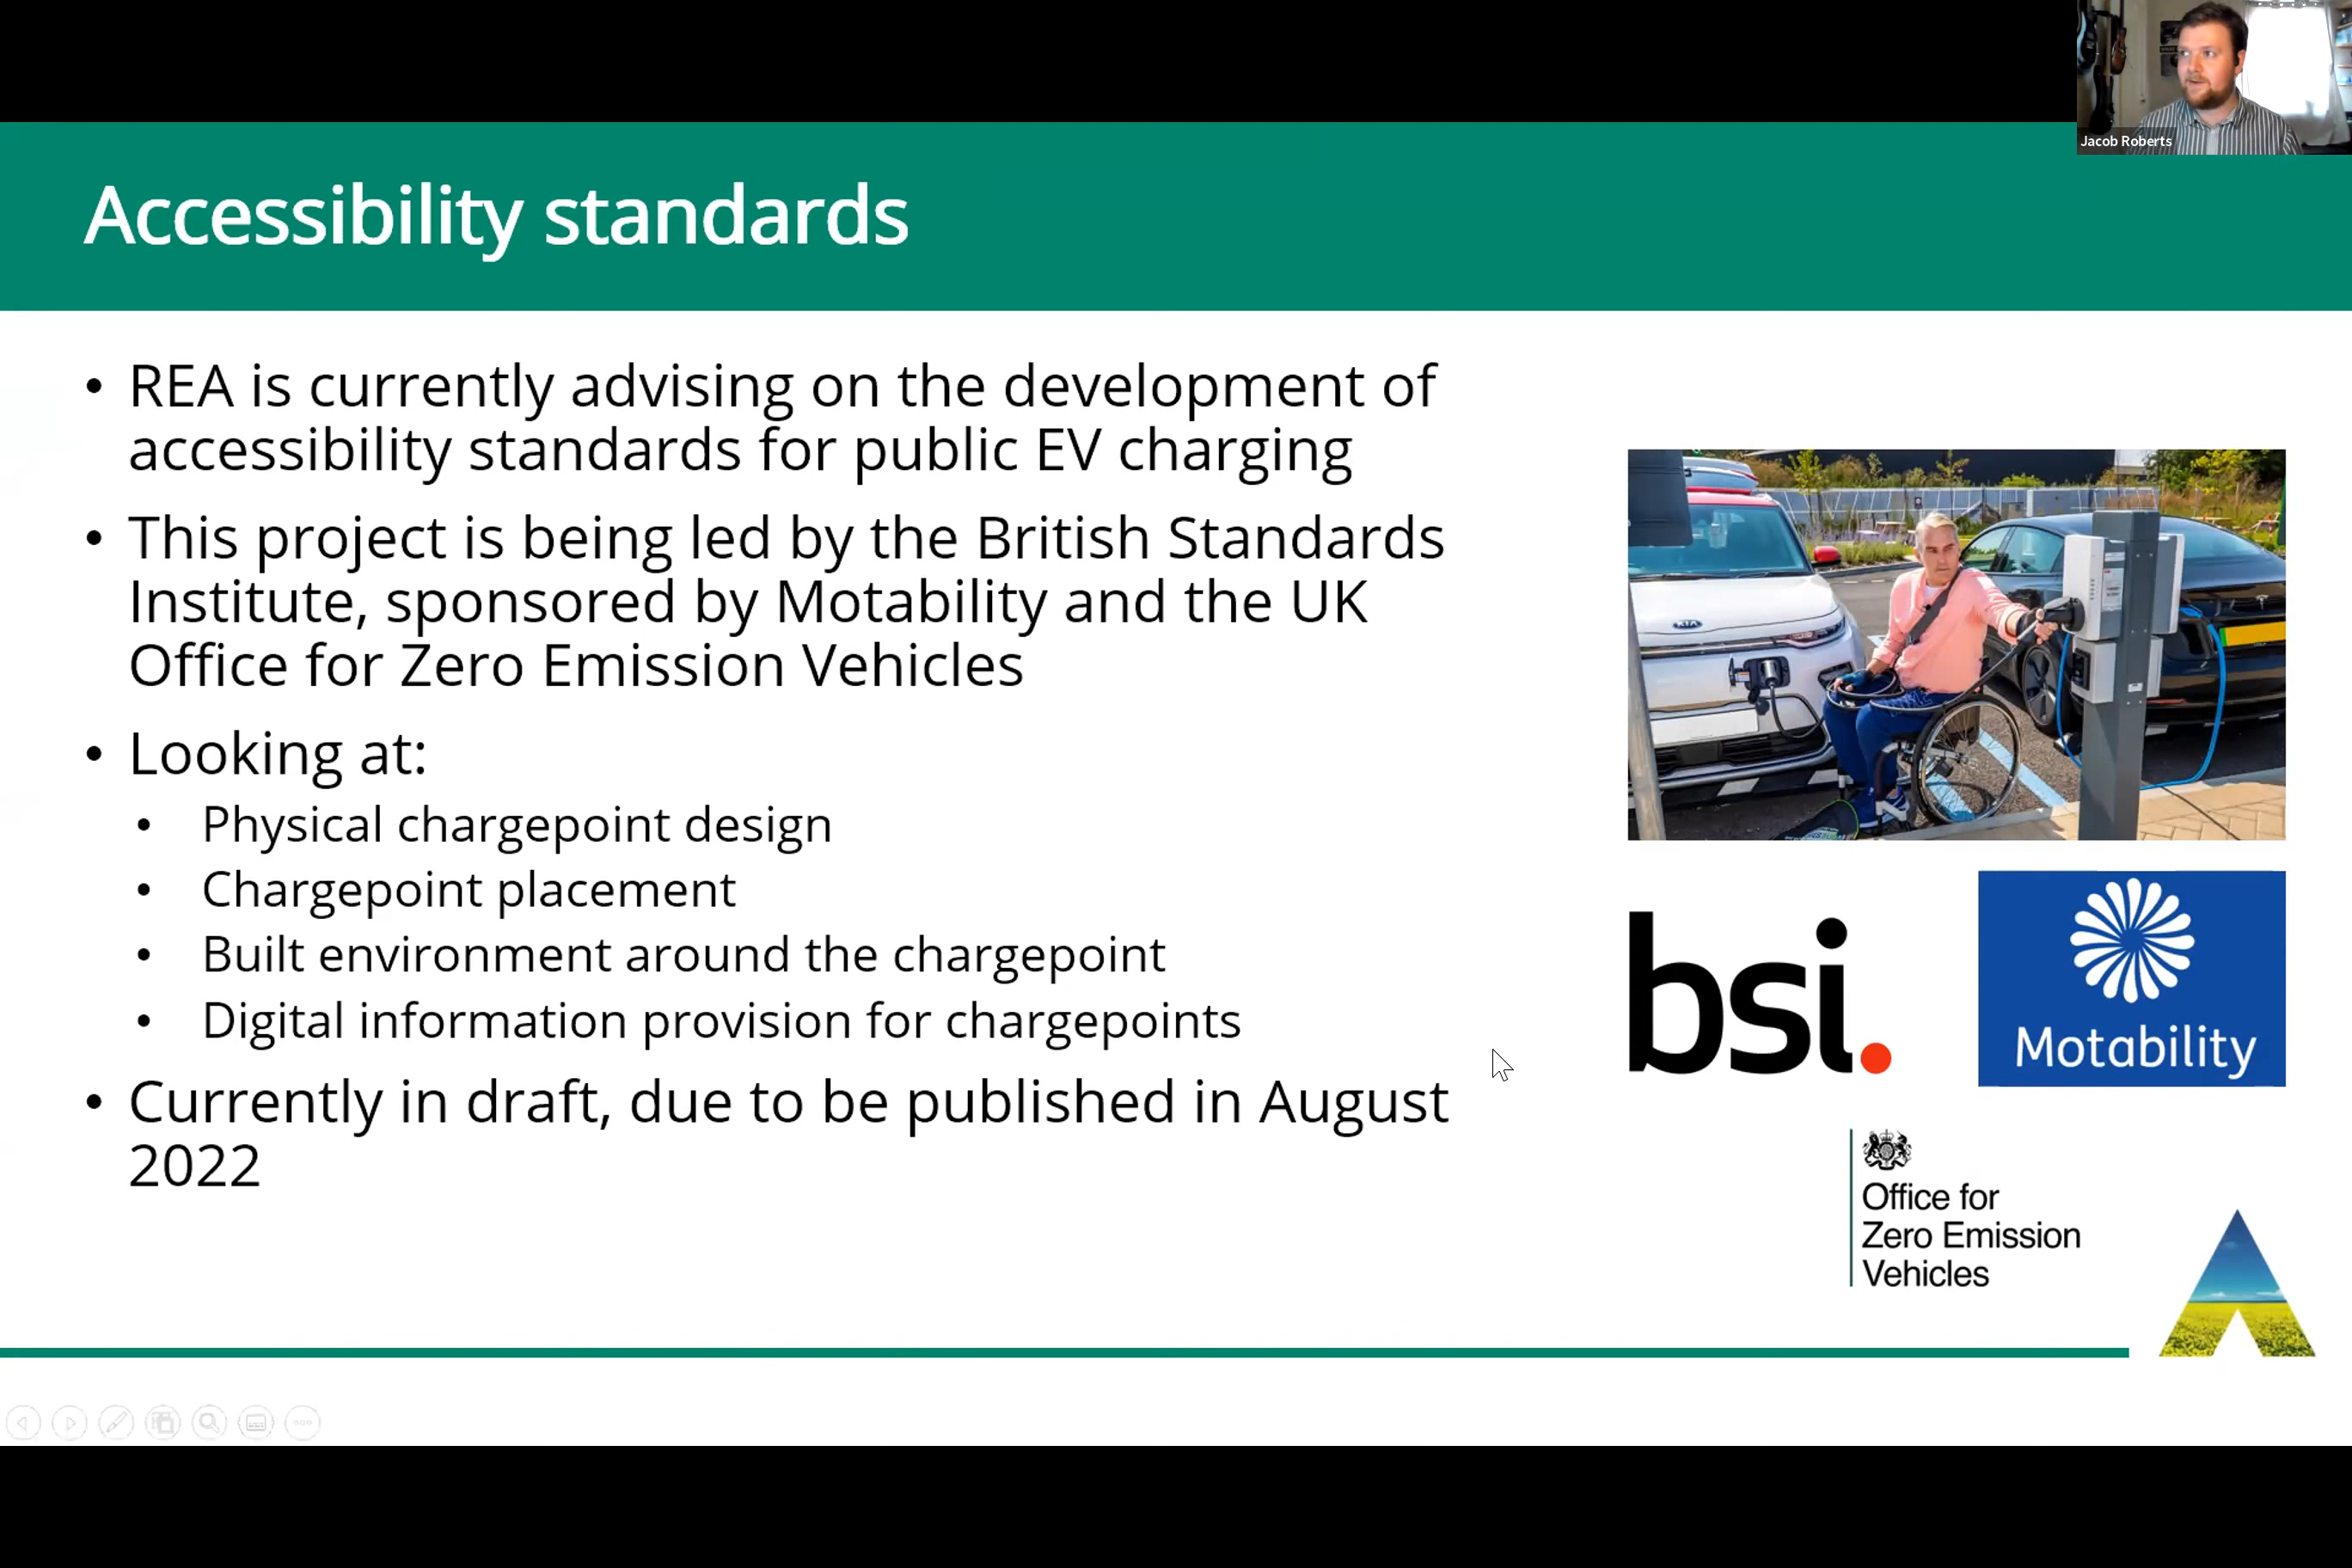 Jacob Roberts
Accessibility standards
• REA is currently advising on the development of
accessibility standards for public EV charging
• This project is being led by the British Standards
Institute, sponsored by Motability and the UK
Office for Zero Emission Vehicles
• Looking at:
• Physical chargepoint design
• Chargepoint placement
• Built environment around the chargepoint
• Digital information provision for chargepoints
• Currently in draft, due to be published in August
2022
KIA
bsi.
Motability
Office for
Zero Emission
Vehicles